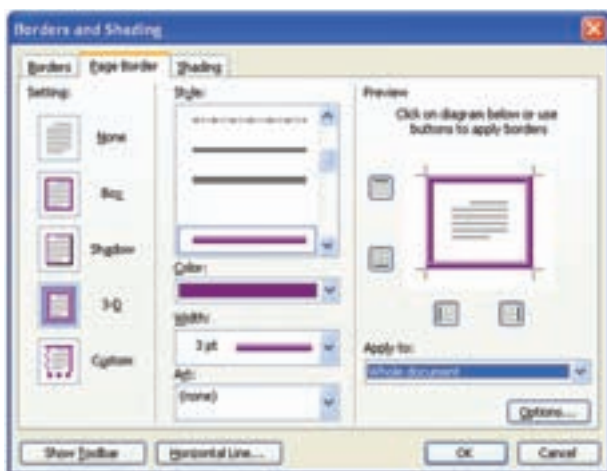 Borders and Shading
Borders
Page Border
Shading
Setting:
None
Box
Shadow
3-D
Custom
Style:
Color:
Width:
3 pt
Art:
(none)
Preview
Click on diagram below or use
buttons to apply borders
Apply to:
Whole document
Options...
Show Toolbar
Horizontal Line...
OK
Cancel